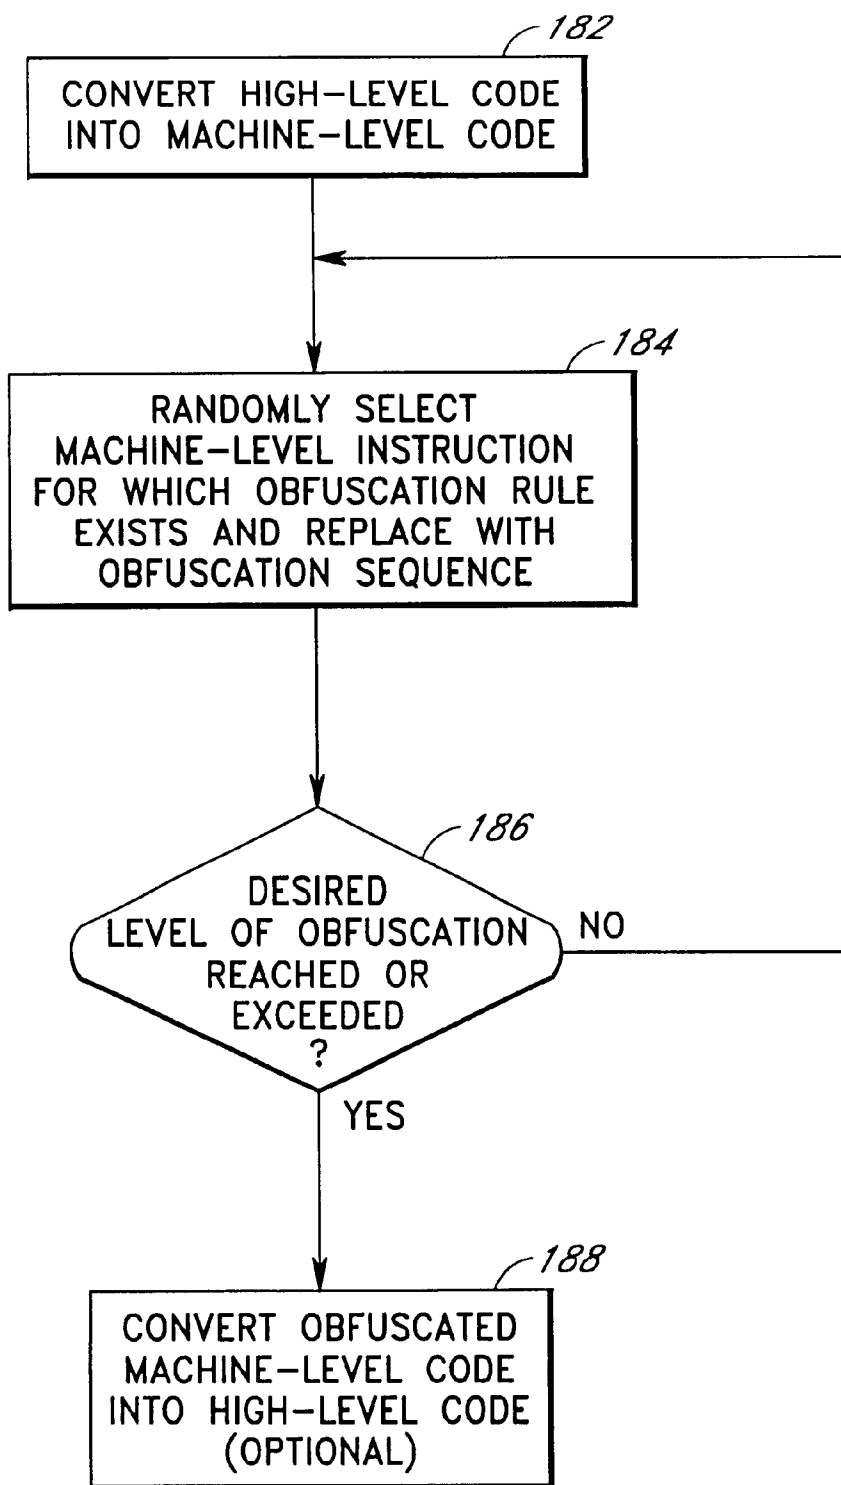 182
CONVERT HIGH-LEVEL CODE
INTO MACHINE-LEVEL CODE
184
RANDOMLY SELECT
MACHINE-LEVEL INSTRUCTION
FOR WHICH OBFUSCATION RULE
EXISTS AND REPLACE WITH
OBFUSCATION SEQUENCE
186
DESIRED
LEVEL OF OBFUSCATION
REACHED OR
EXCEEDED
?
NO
YES
188
CONVERT OBFUSCATED
MACHINE-LEVEL CODE
INTO HIGH-LEVEL CODE
(OPTIONAL)